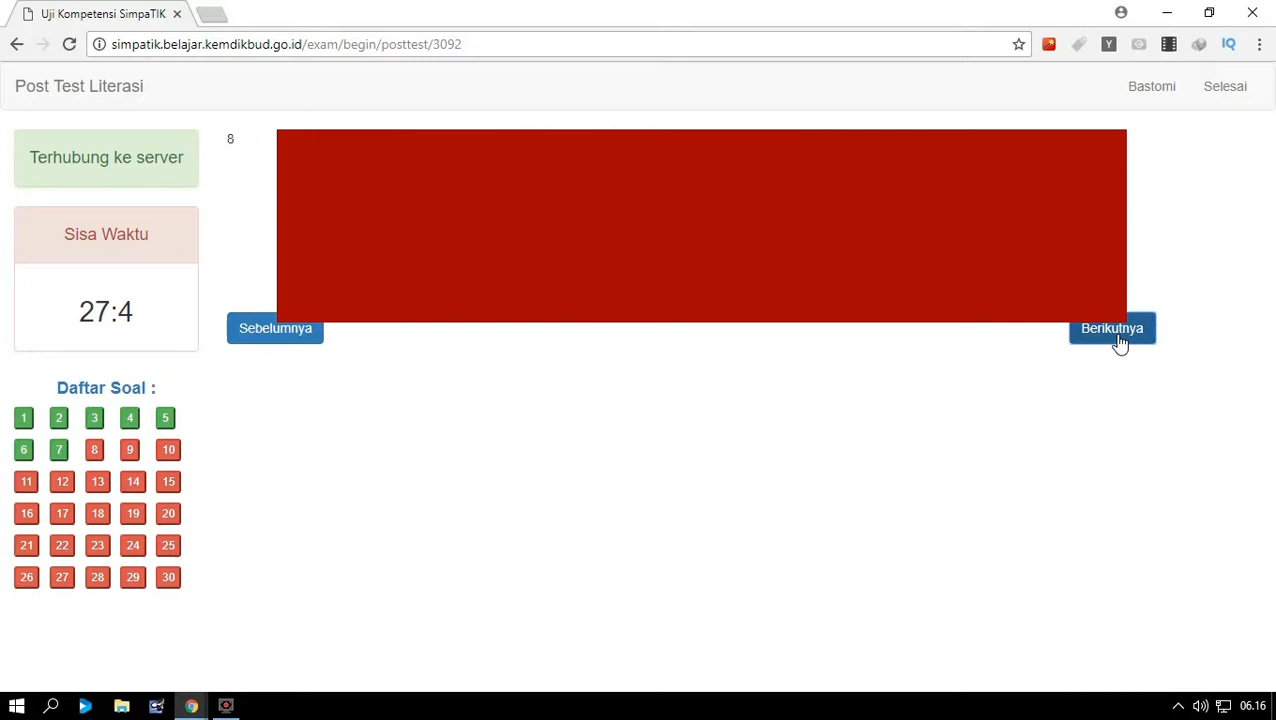 Uji Kompetensi SimpaTIK
simpatik.belajar.kemdikbud.go.id/exam/begin/posttest/3092
Y
IQ
Post Test Literasi
Bastomi
Selesai
Terhubung ke server
8
Sisa Waktu
27:4
Sebelumnya
Berikutnya
Daftar Soal :
1 2 3 4 5
6 7 8 9 10
11 12 13 14 15
16 17 18 19 20
21 22 23 24 25
26 27 28 29 30
06.16